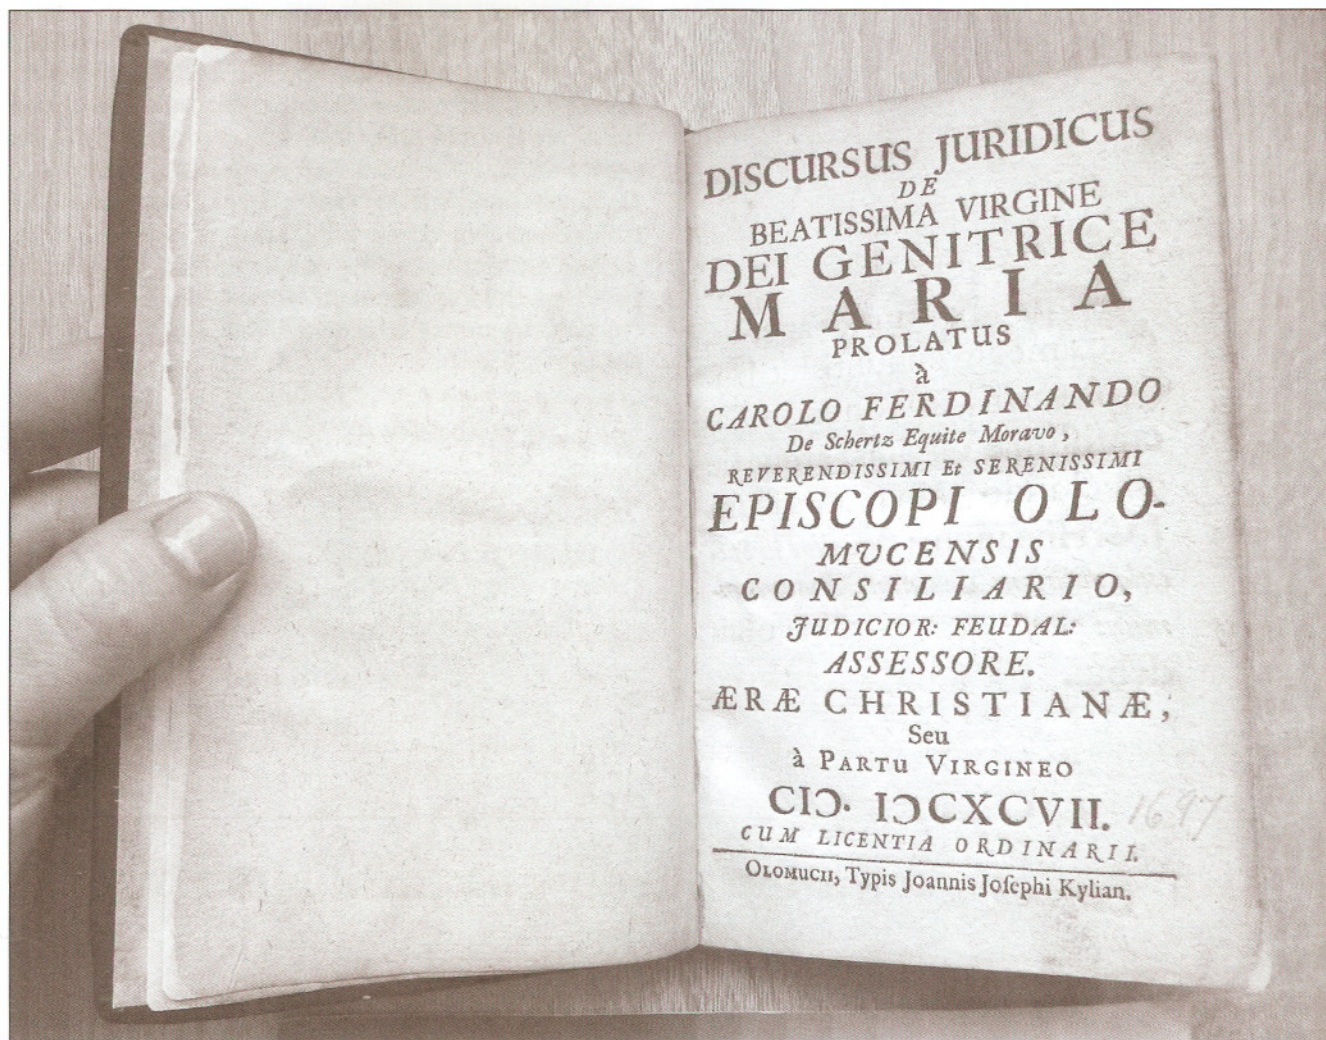 DISCURSUS JURIDICUS
DE
BEATISSIMA VIRGINE
DEI GENITRICE
MARIA
PROLATUS
à
CAROLO FERDINANDO
De Schertz Equite Moravo,
REVERENDISSIMI Et SERENISSIMI
EPISCOPI OLO-
MVCENSIS
CONSILIARIO,
JUDICIOR: FEUDAL:
ASSESSORE.
ÆRÆ CHRISTIANÆ,
Seu
à PARTU VIRGINEO
CIƆ. IƆCXCVII. 1697
CUM LICENTIA ORDINARII.
OLOMUCII, Typis Joannis Joſephi Kylian.